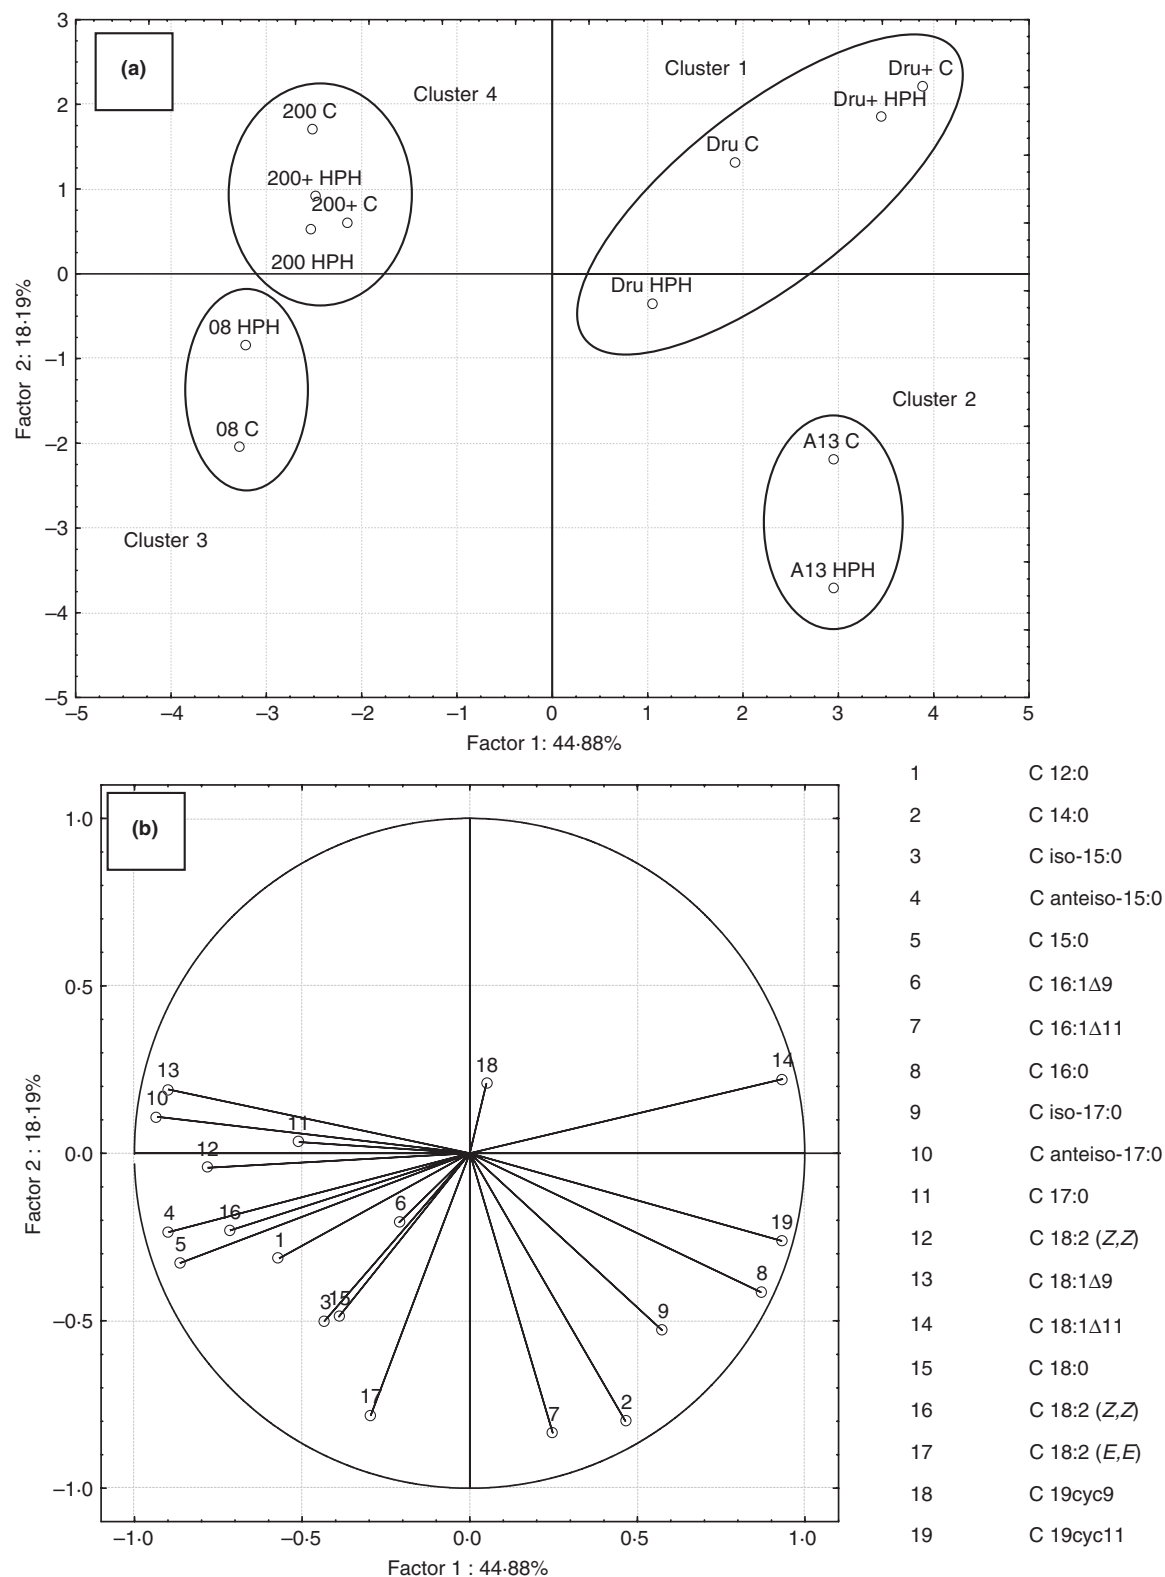 (a)
3
2
1
0
–1
–2
–3
–4
–5
Factor 2: 18·19%
Cluster 1
Dru+ C
Dru+ HPH
Dru C
Dru HPH
Cluster 4
200 C
200+ HPH
200+ C
200 HPH
08 HPH
08 C
Cluster 3
Cluster 2
A13 C
A13 HPH
–5 –4 –3 –2 –1 0 1 2 3 4 5
Factor 1: 44·88%
(b)
1·0
0·5
0·0
–0·5
–1·0
Factor 2 : 18·19%
13
10
11
12
18
14
4
16
5
1
6
3
15
17
7
2
9
8
19
–1·0 –0·5 0·0 0·5 1·0
Factor 1 : 44·88%
1 C 12:0
2 C 14:0
3 C iso-15:0
4 C anteiso-15:0
5 C 15:0
6 C 16:1Δ9
7 C 16:1Δ11
8 C 16:0
9 C iso-17:0
10 C anteiso-17:0
11 C 17:0
12 C 18:2 (Z,Z)
13 C 18:1Δ9
14 C 18:1Δ11
15 C 18:0
16 C 18:2 (Z,Z)
17 C 18:2 (E,E)
18 C 19cyc9
19 C 19cyc11